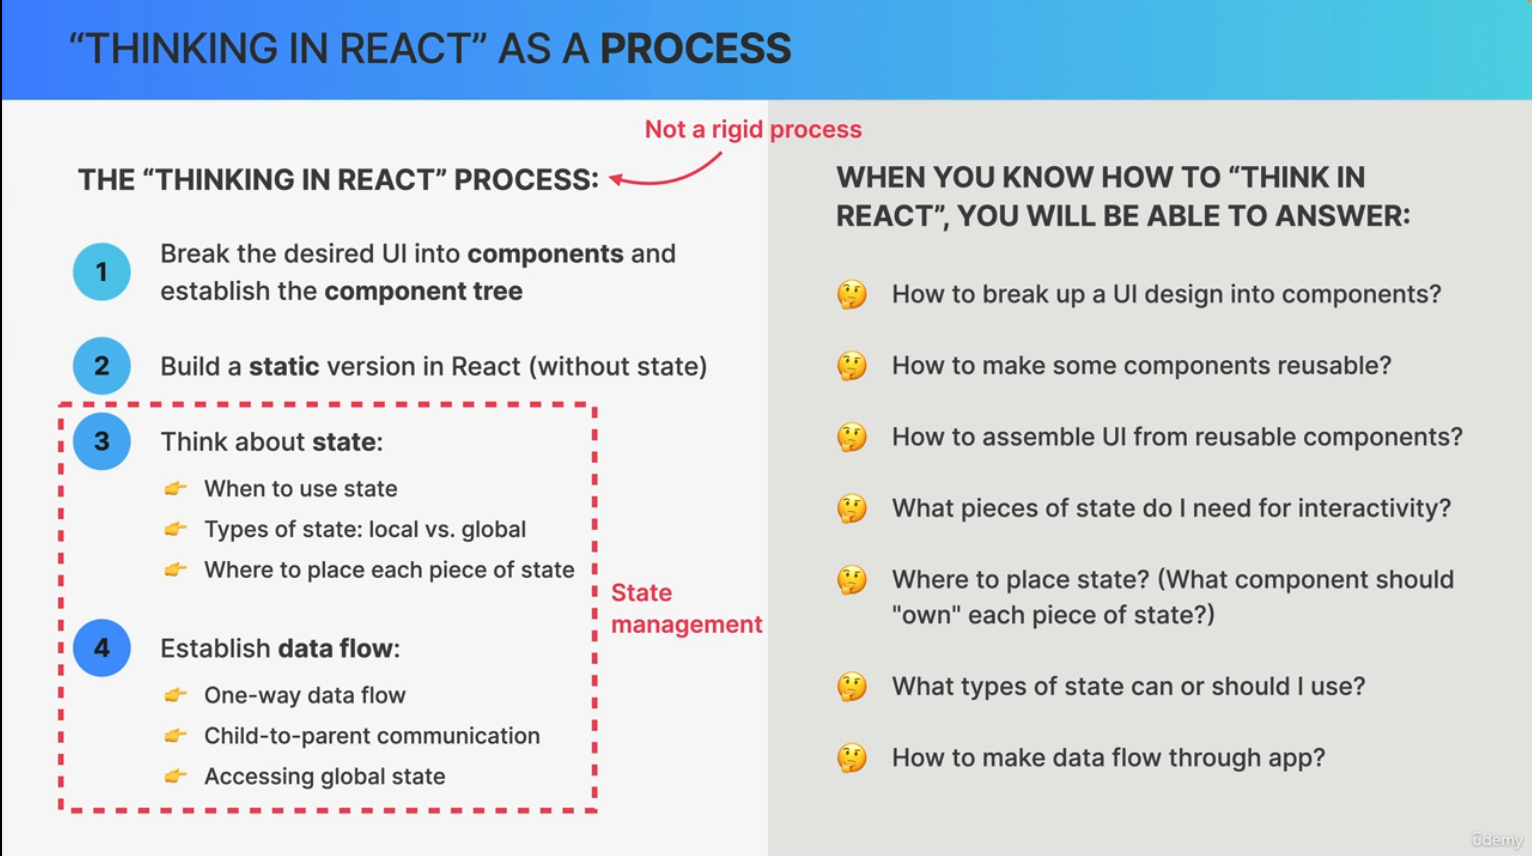 “THINKING IN REACT” AS A PROCESS
Not a rigid process
THE “THINKING IN REACT” PROCESS:
1
Break the desired UI into components and
establish the component tree
2
Build a static version in React (without state)
3
Think about state:
👉 When to use state
👉 Types of state: local vs. global
👉 Where to place each piece of state
State
management
4
Establish data flow:
👉 One-way data flow
👉 Child-to-parent communication
👉 Accessing global state
WHEN YOU KNOW HOW TO “THINK IN
REACT”, YOU WILL BE ABLE TO ANSWER:
🤔 How to break up a UI design into components?
🤔 How to make some components reusable?
🤔 How to assemble UI from reusable components?
🤔 What pieces of state do I need for interactivity?
🤔 Where to place state? (What component should
"own" each piece of state?)
🤔 What types of state can or should I use?
🤔 How to make data flow through app?
ûdemy